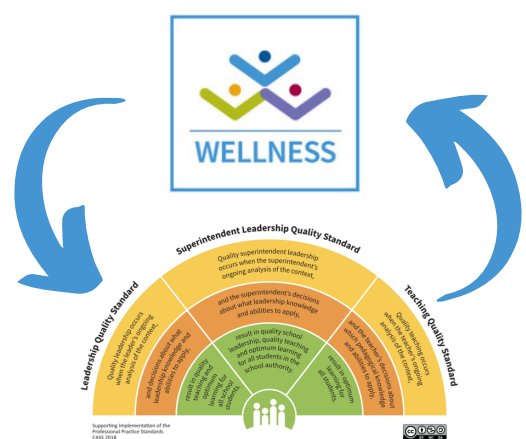 WELLNESS
Superintendent Leadership Quality Standard
Leadership Quality Standard
Teaching Quality Standard
Quality superintendent leadership
occurs when the superintendent's
ongoing analysis of the context,
and the superintendent's decisions
about what leadership knowledge
and abilities to apply,
result in quality school
leadership, quality teaching
and optimum learning
for all students in the
school authority.
Quality leadership occurs
when the leader's ongoing
analysis of the context,
and decisions about what
leadership knowledge and
abilities to apply,
result in quality
teaching and
optimum
learning for
all school
students.
Quality teaching occurs
when the teacher's ongoing
analysis of the context,
and the teacher's decisions about
which pedagogical knowledge
and abilities to apply,
result in optimum
learning for
all students.
Supporting Implementation of the
Professional Practice Standards
CASS 2018
cc
BY NC SA